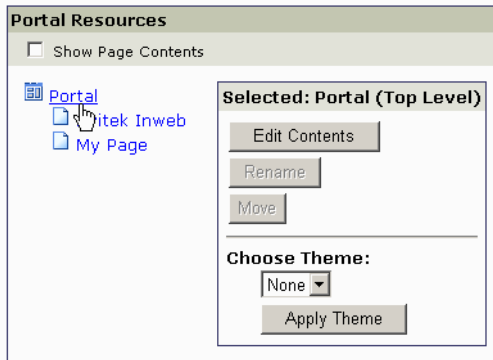 Portal Resources
Show Page Contents
Portal
itek Inweb
My Page
Selected: Portal (Top Level)
Edit Contents
Rename
Move
Choose Theme:
None
Apply Theme